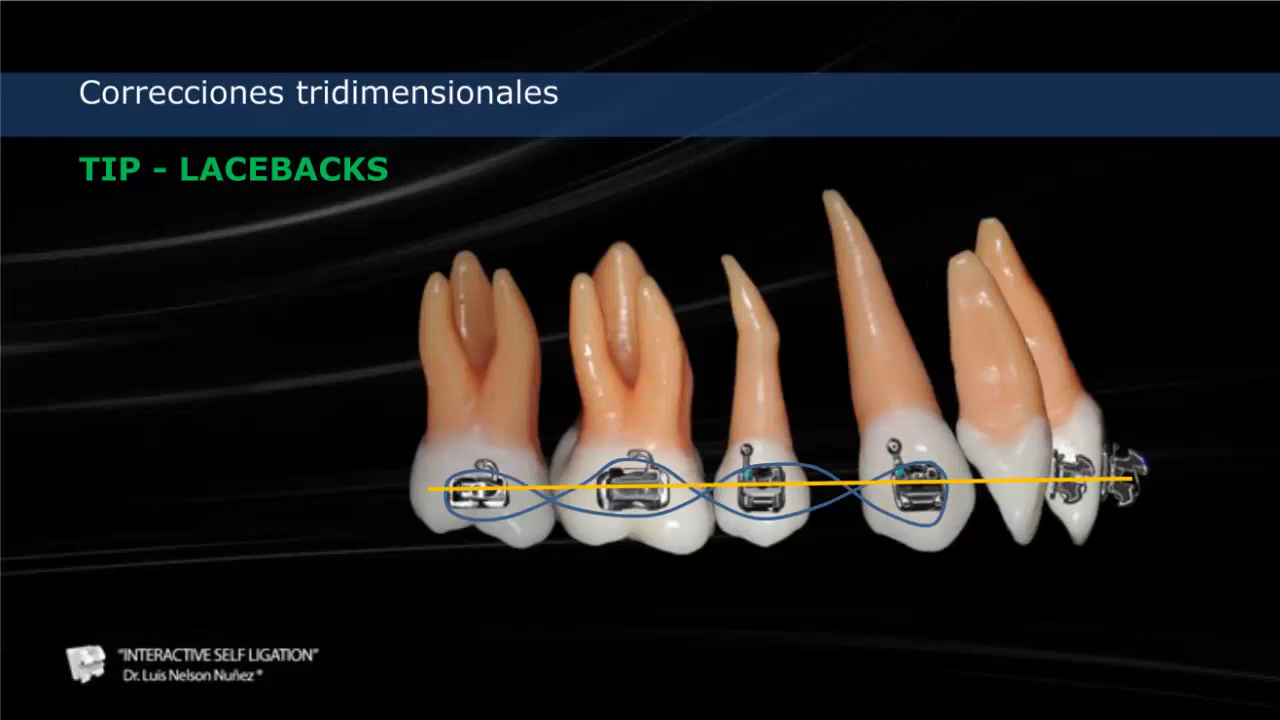 Correcciones tridimensionales
TIP - LACEBACKS
"INTERACTIVE SELF LIGATION"
Dr. Luis Nelson Nuñez ®